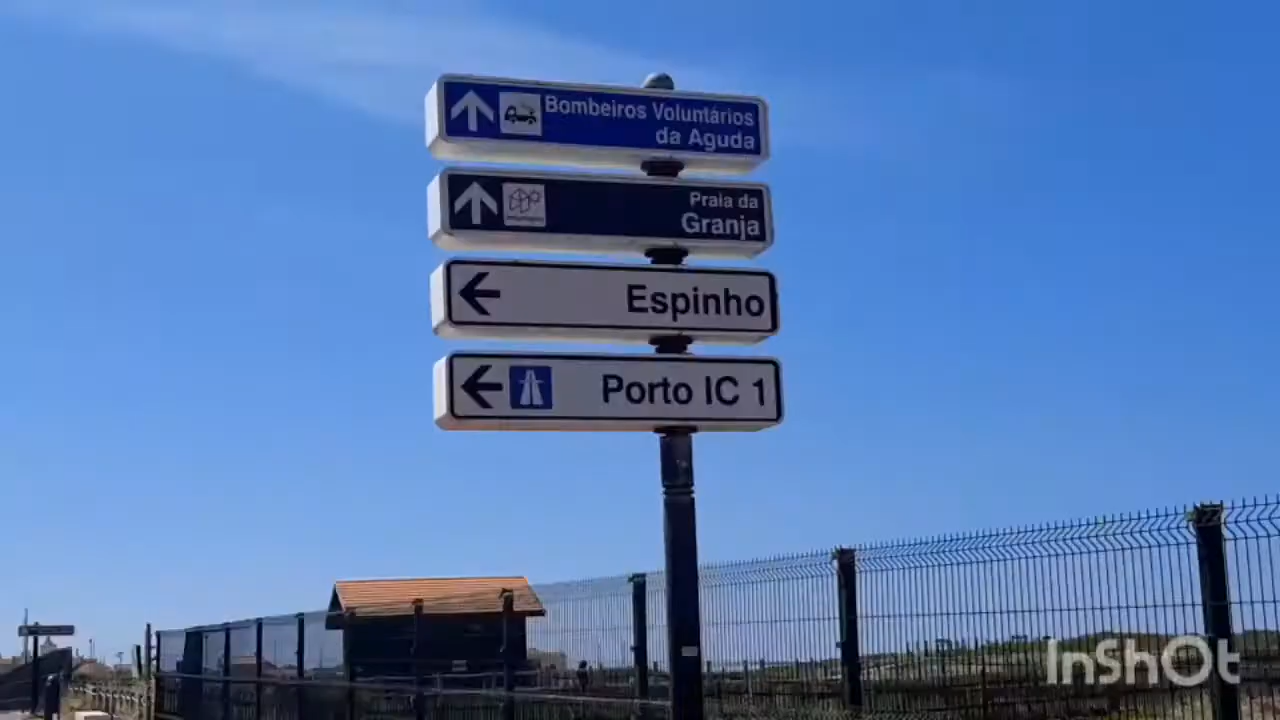 Bombeiros Voluntários
da Aguda
Praia da
Granja
Espinho
Porto IC 1
InShOt